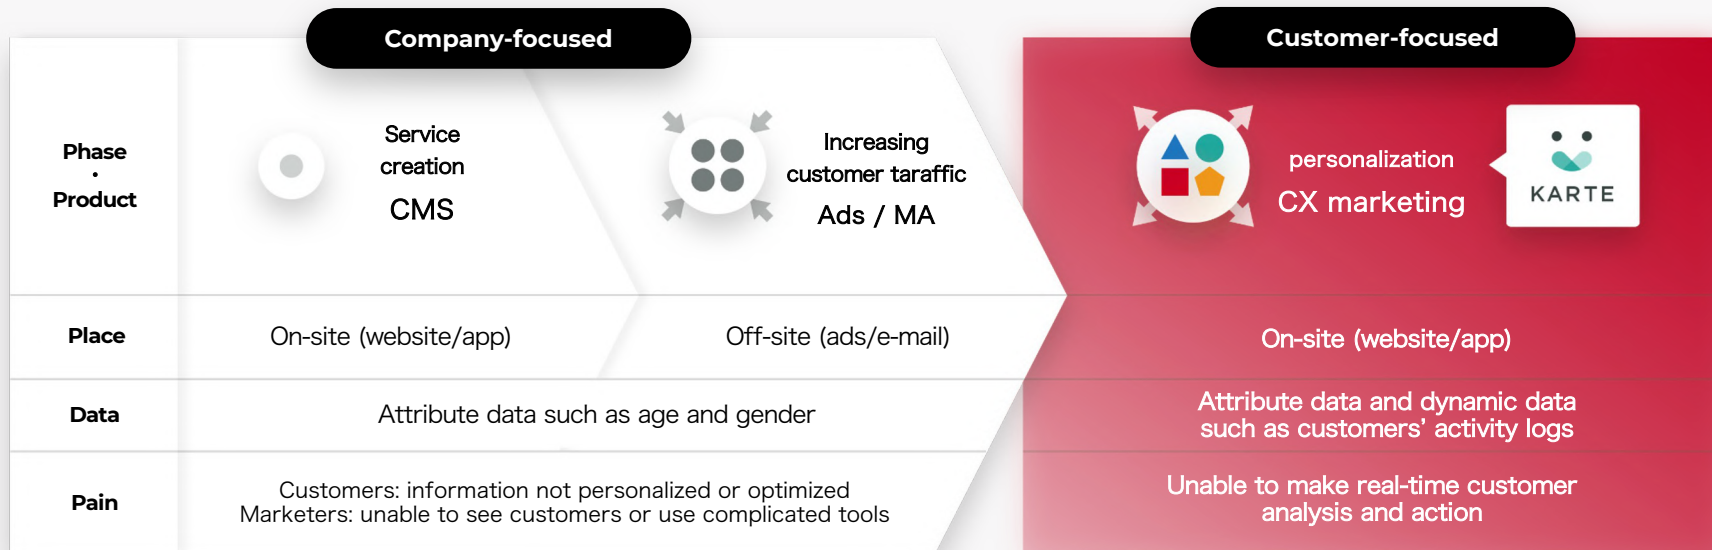 Company-focused
Customer-focused
Phase
・
Product
Service
creation
CMS
Increasing
customer taraffic
Ads / MA
personalization
CX marketing
KARTE
Place
On-site (website/app)
Off-site (ads/e-mail)
On-site (website/app)
Data
Attribute data such as age and gender
Attribute data and dynamic data
such as customers’ activity logs
Pain
Customers: information not personalized or optimized
Marketers: unable to see customers or use complicated tools
Unable to make real-time customer
analysis and action